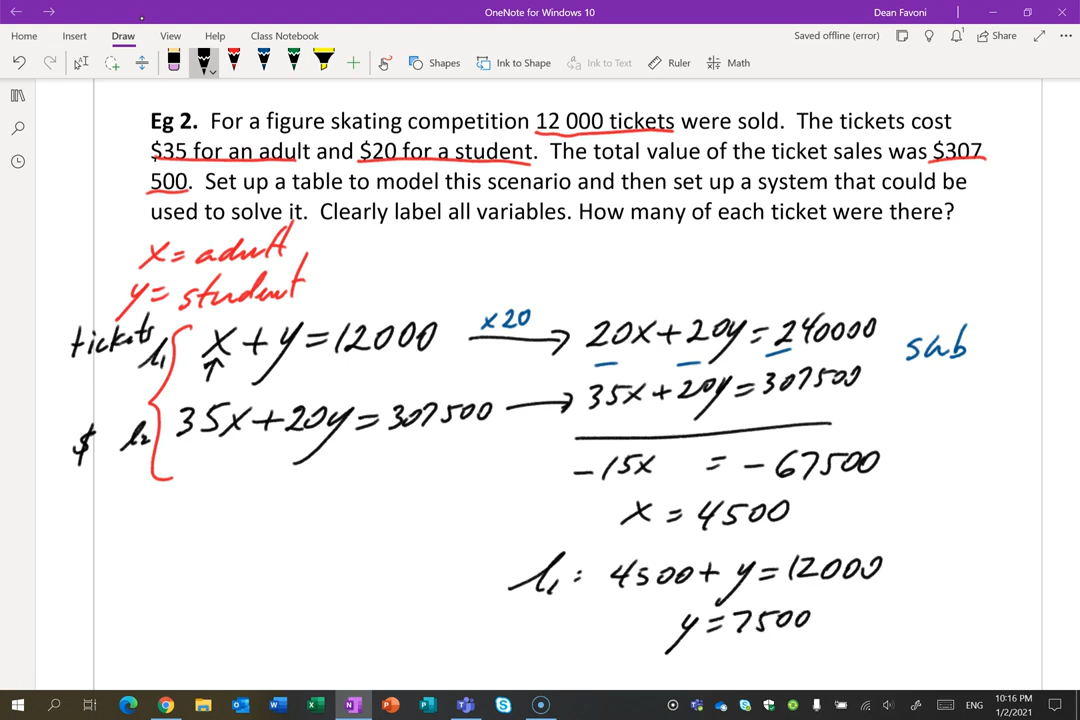 OneNote for Windows 10
Dean Favoni
Home Insert Draw View Help Class Notebook
Saved offline (error) Share
Shapes Ink to Shape Ink to Text Ruler Math
Eg 2. For a figure skating competition 12 000 tickets were sold. The tickets cost
$35 for an adult and $20 for a student. The total value of the ticket sales was $307
500. Set up a table to model this scenario and then set up a system that could be
used to solve it. Clearly label all variables. How many of each ticket were there?
x = adult
y = student
tickets l₁ x+y=12000 ×20 20x+20y=240000 sub
$ l₂ 35x+20y=307500 35x+20y=307500
-15x = -67500
x = 4500
l₁: 4500+y=12000
y=7500
ENG
10:16 PM
1/2/2021